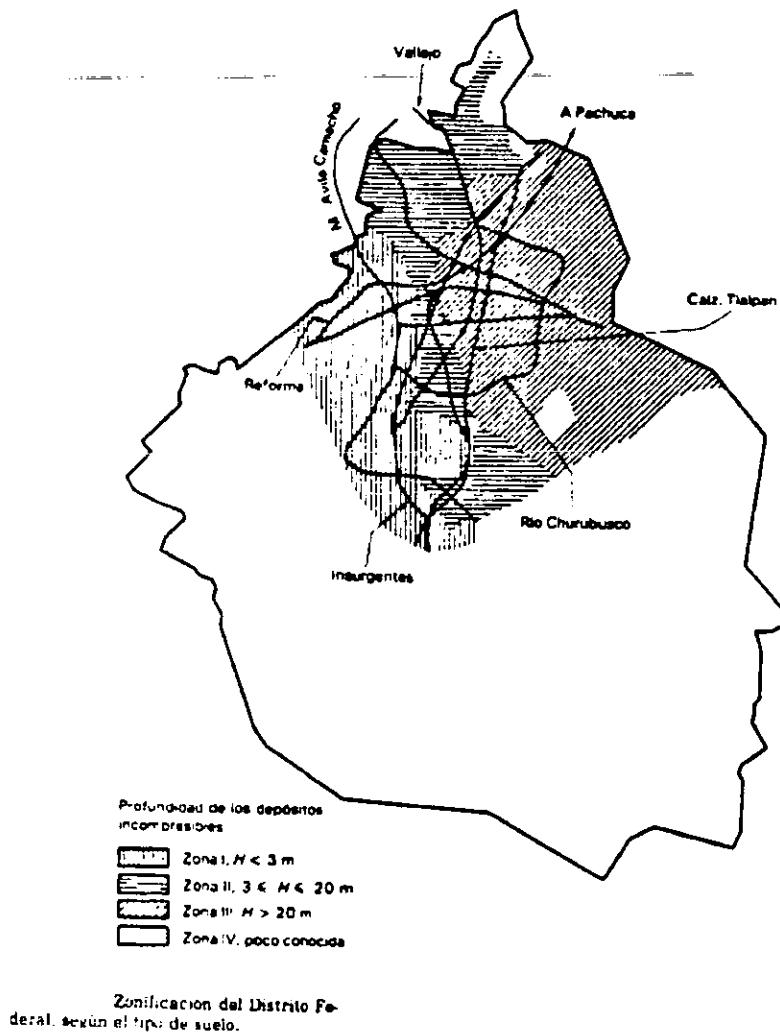 Vallejo
A Pachuca
Avila Camacho
Calz. Tlalpan
Reforma
Rio Churubusco
Insurgentes
Profundidad de los depósitos
incompresibles
Zona I, H < 3 m
Zona II, 3 ≤ H ≤ 20 m
Zona III H > 20 m
Zona IV, poco conocida
Zonificación del Distrito Fe-
deral, según el tipo de suelo.